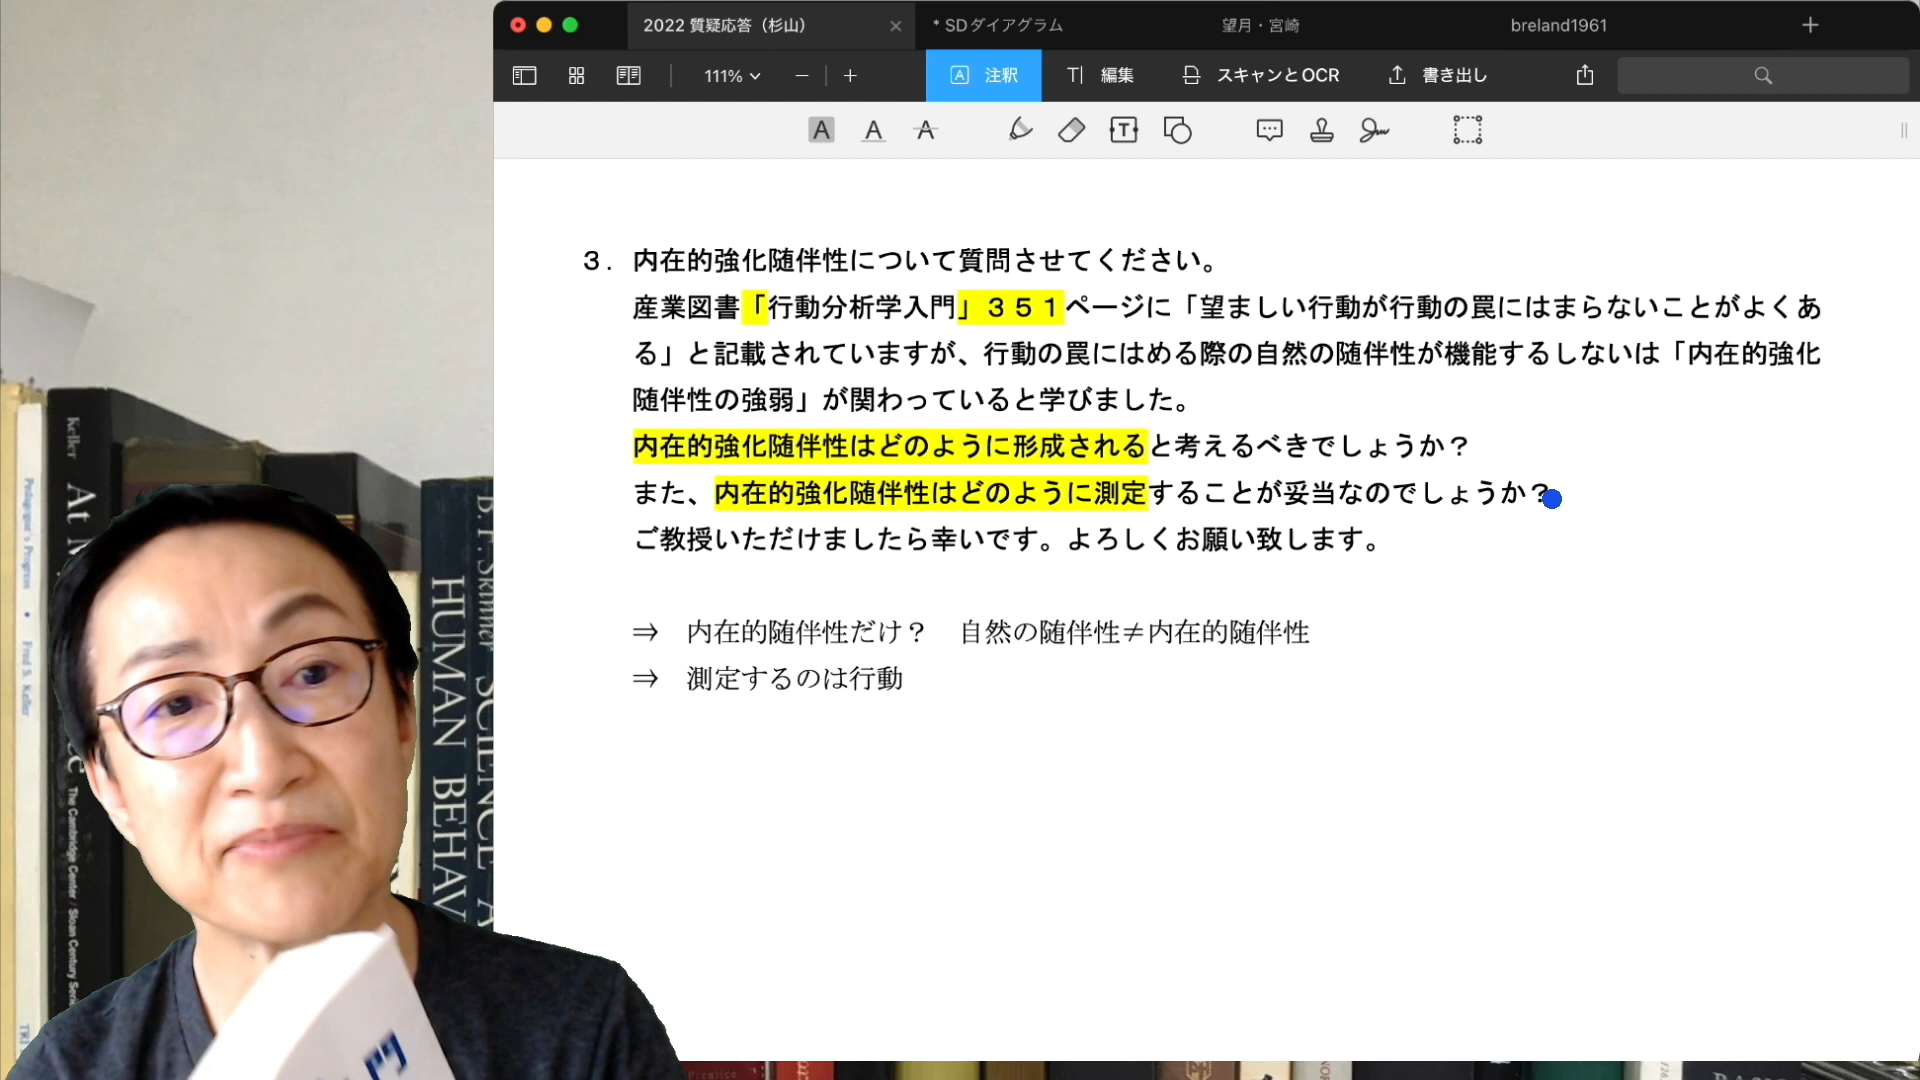 2022 質疑応答（杉山）
* SDダイアグラム
望月・宮崎
breland1961
111%
注釈
編集
スキャンとOCR
書き出し
３．内在的強化随伴性について質問させてください。
産業図書「行動分析学入門」３５１ページに「望ましい行動が行動の罠にはまらないことがよくあ
る」と記載されていますが、行動の罠にはめる際の自然の随伴性が機能するしないは「内在的強化
随伴性の強弱」が関わっていると学びました。
内在的強化随伴性はどのように形成されると考えるべきでしょうか？
また、内在的強化随伴性はどのように測定することが妥当なのでしょうか？
ご教授いただけましたら幸いです。よろしくお願い致します。
⇒　内在的随伴性だけ？　自然の随伴性≠内在的随伴性
⇒　測定するのは行動
Keller
At
The Cambridge Center / Sloan Century Series
Pedagogue's Progress • Fred S. Keller
B.F. Skinner
SCIENCE A
HUMAN BEHAV